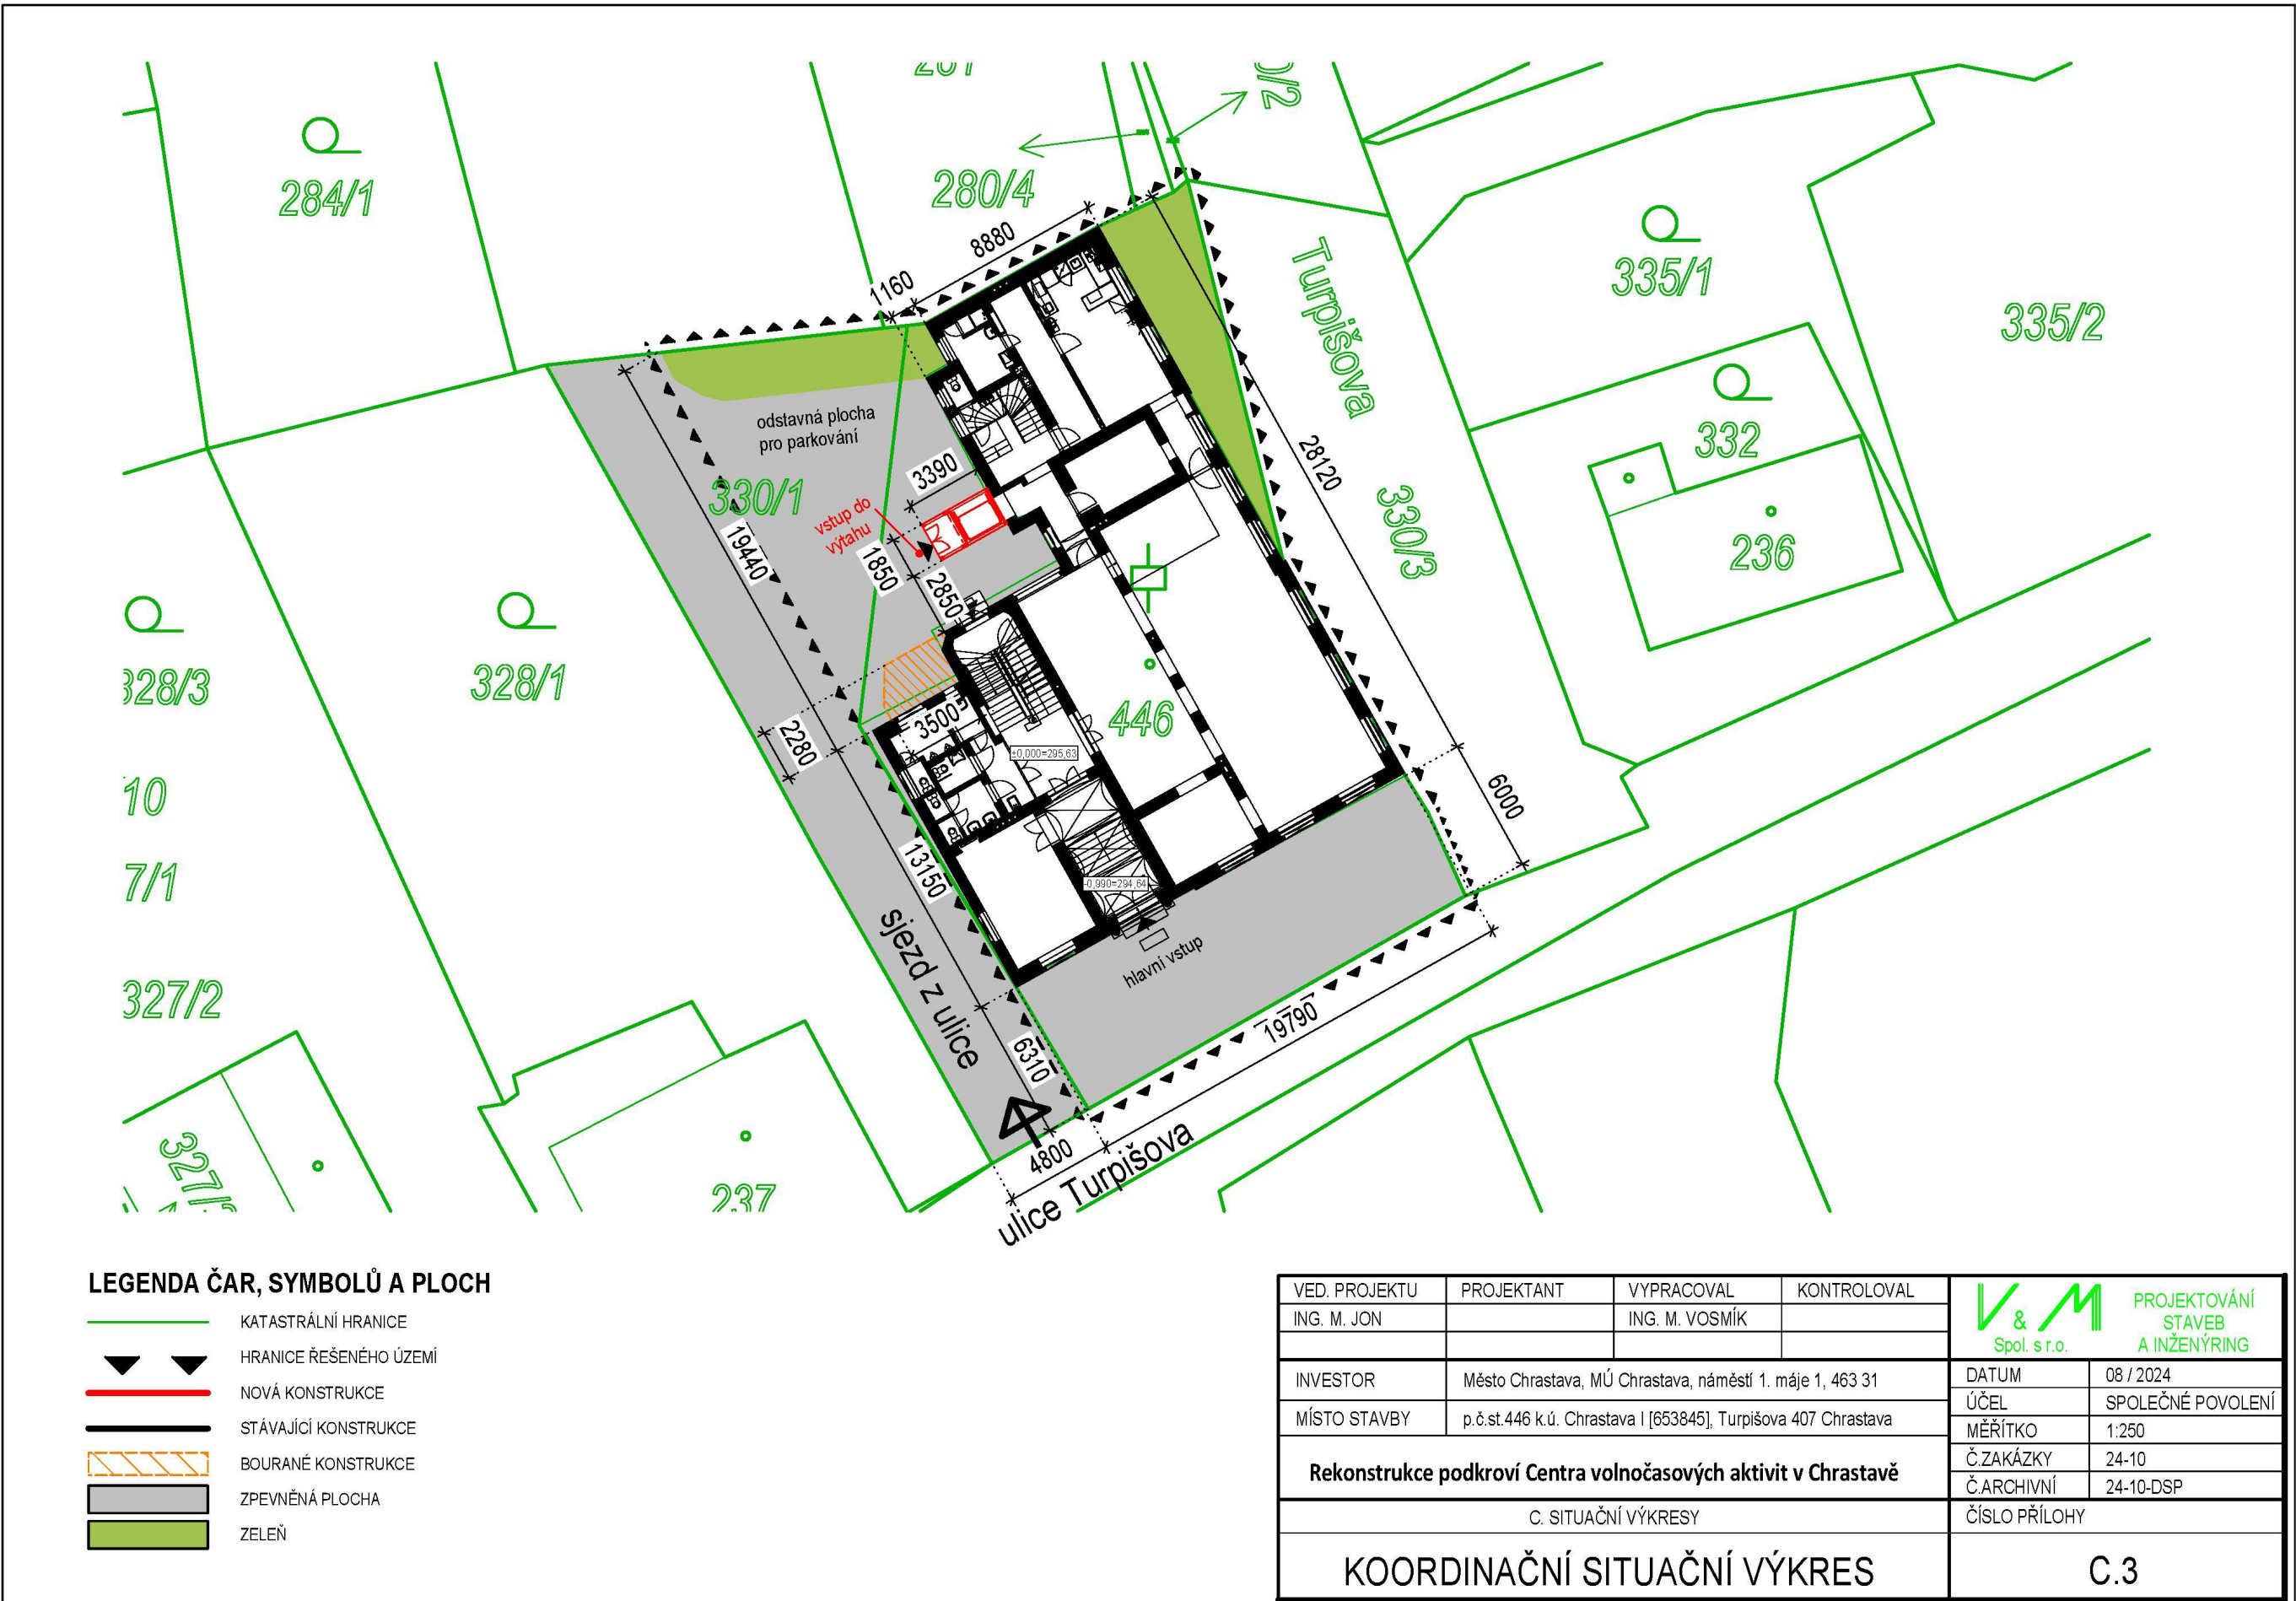 284/1
280/4
8880
1160
Turpišova
335/1
335/2
332
236
330/3
28120
odstavná plocha
pro parkování
330/1
3390
vstup do
výtahu
19440
1850
2850
328/3
328/1
446
2280
3500
±0,000=295,63
10
7/1
327/2
13150
-0,990=294,64
6000
hlavní vstup
sjezd z ulice
19790
6310
4800
ulice Turpišova
237
LEGENDA ČAR, SYMBOLŮ A PLOCH
KATASTRÁLNÍ HRANICE
HRANICE ŘEŠENÉHO ÚZEMÍ
NOVÁ KONSTRUKCE
STÁVAJÍCÍ KONSTRUKCE
BOURANÉ KONSTRUKCE
ZPEVNĚNÁ PLOCHA
ZELEŇ
VED. PROJEKTU PROJEKTANT VYPRACOVAL KONTROLOVAL
ING. M. JON ING. M. VOSMÍK
V & M
Spol. s r.o.
PROJEKTOVÁNÍ
STAVEB
A INŽENÝRING
INVESTOR Město Chrastava, MÚ Chrastava, náměstí 1. máje 1, 463 31
MÍSTO STAVBY p.č.st.446 k.ú. Chrastava I [653845], Turpišova 407 Chrastava
Rekonstrukce podkroví Centra volnočasových aktivit v Chrastavě
DATUM 08 / 2024
ÚČEL SPOLEČNÉ POVOLENÍ
MĚŘÍTKO 1:250
Č.ZAKÁZKY 24-10
Č.ARCHIVNÍ 24-10-DSP
C. SITUAČNÍ VÝKRESY
ČÍSLO PŘÍLOHY
KOORDINAČNÍ SITUAČNÍ VÝKRES
C.3